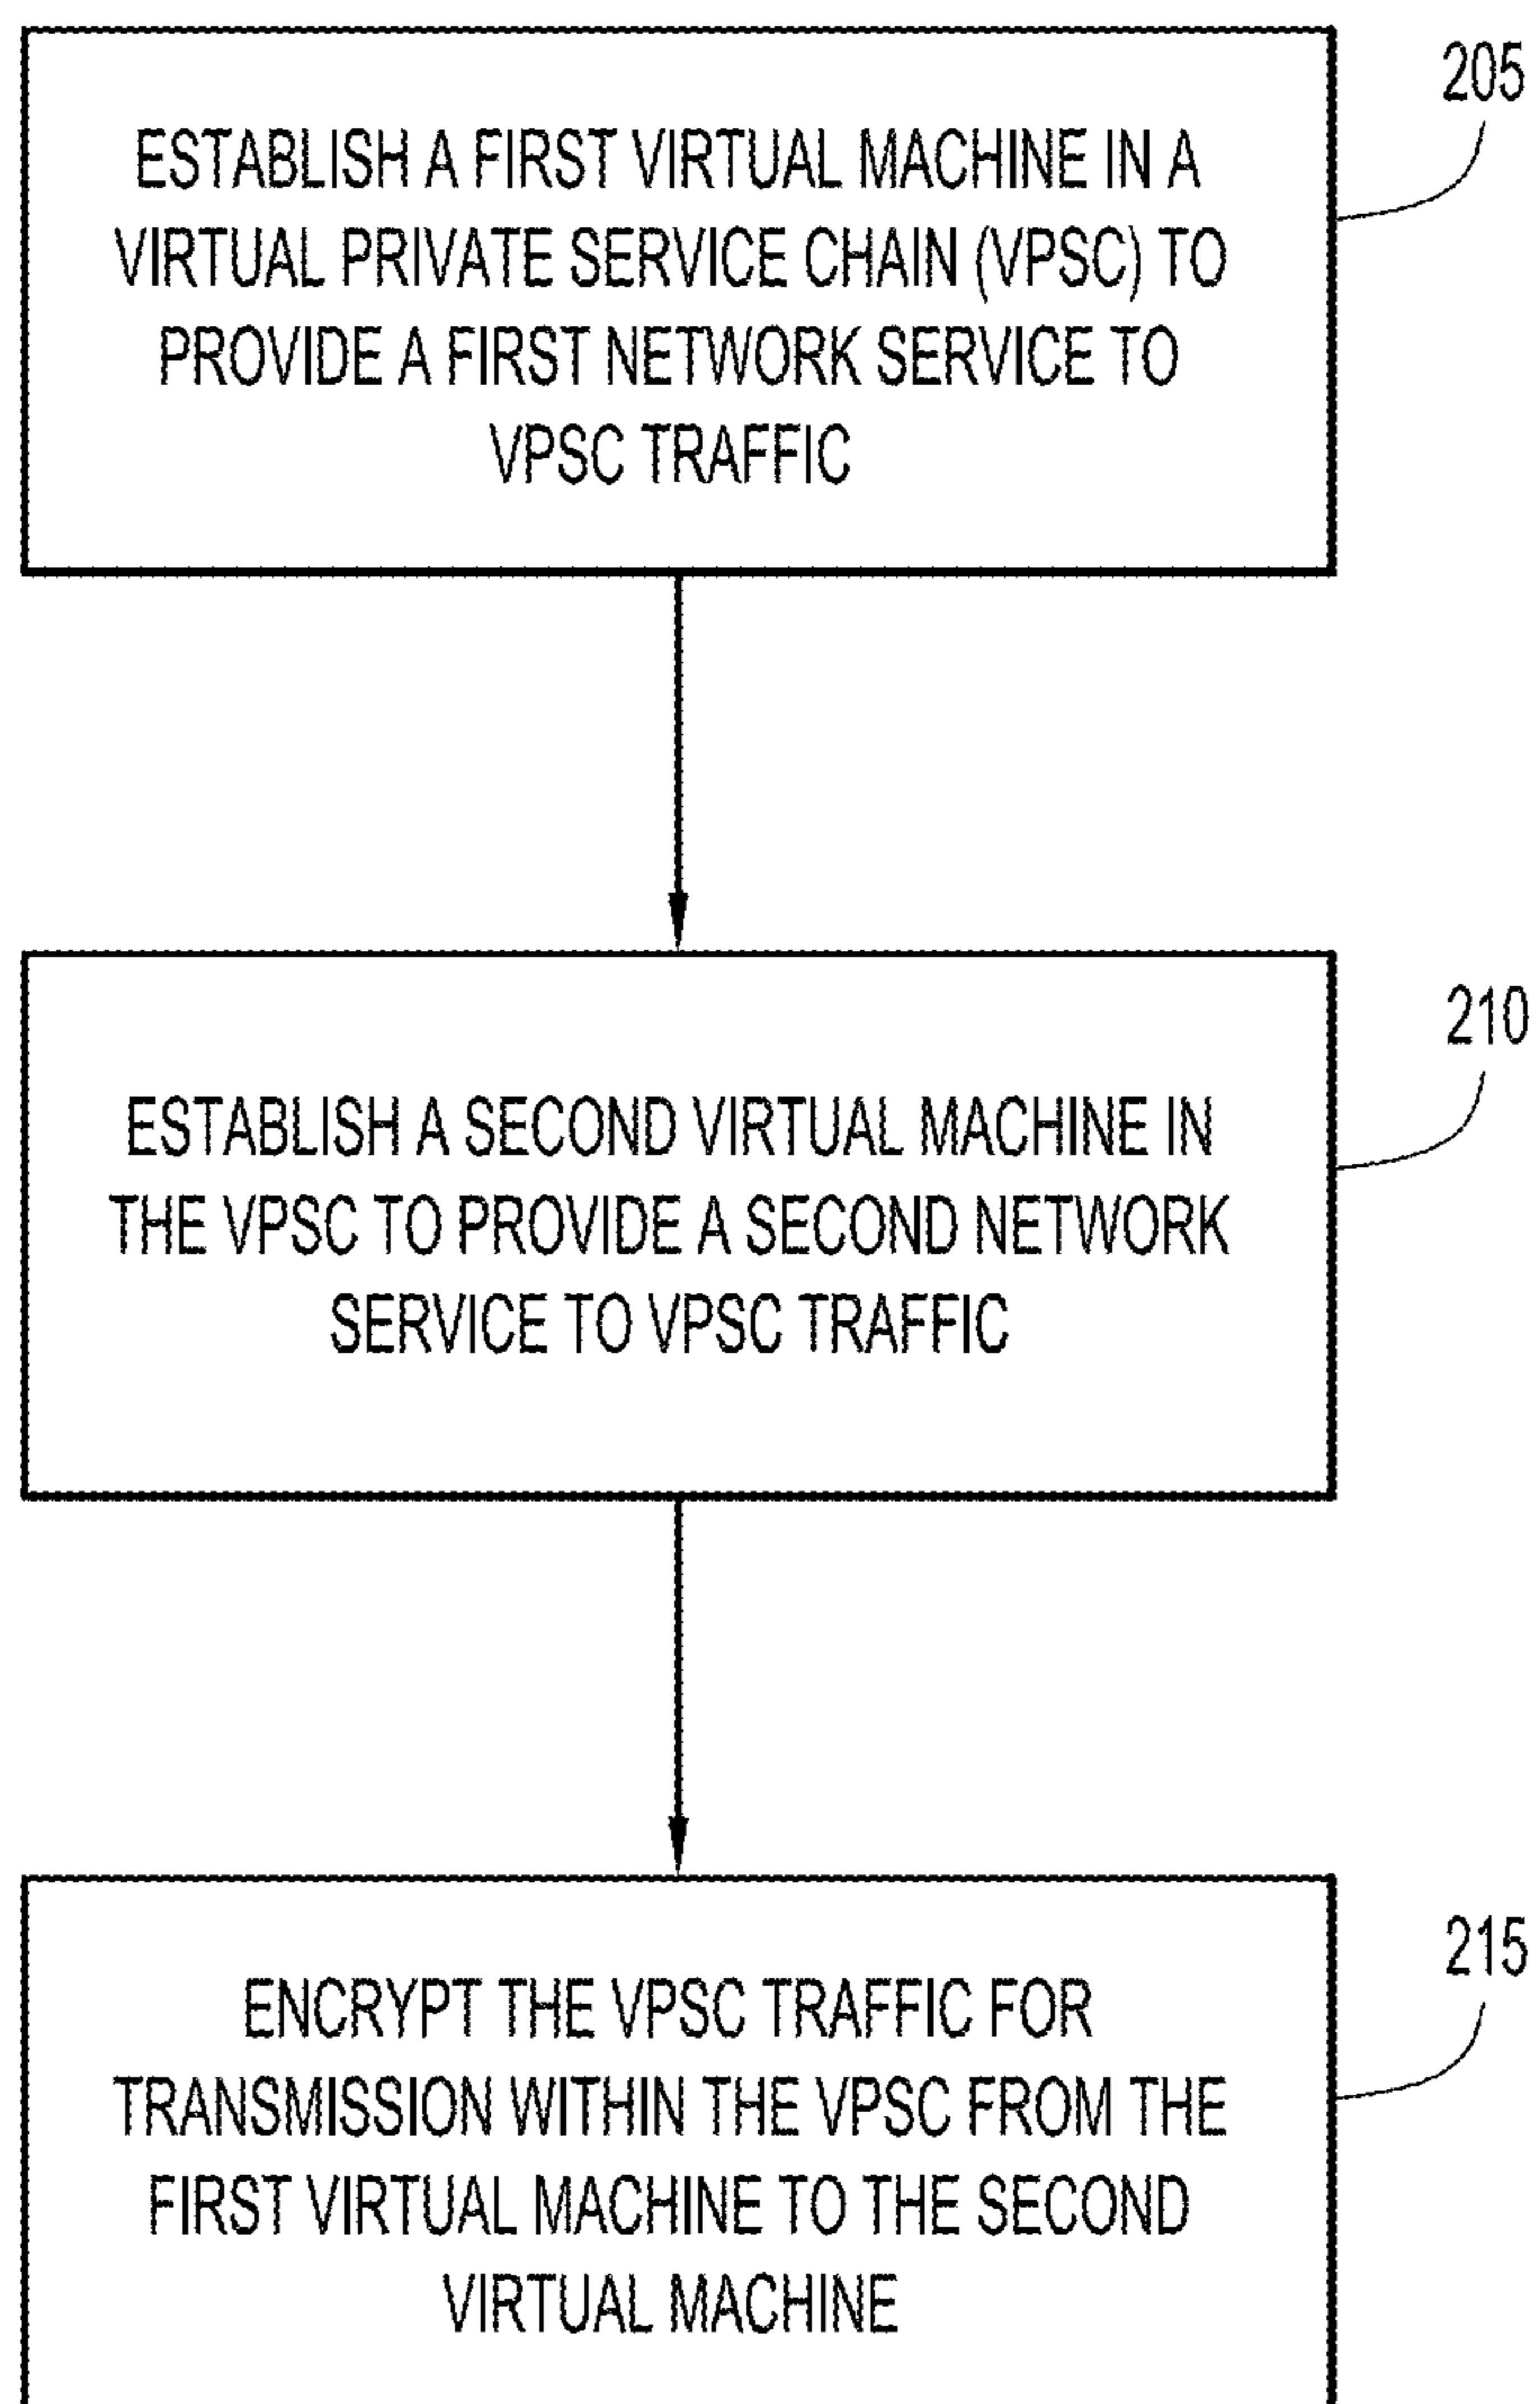 205
ESTABLISH A FIRST VIRTUAL MACHINE IN A
VIRTUAL PRIVATE SERVICE CHAIN (VPSC) TO
PROVIDE A FIRST NETWORK SERVICE TO
VPSC TRAFFIC
210
ESTABLISH A SECOND VIRTUAL MACHINE IN
THE VPSC TO PROVIDE A SECOND NETWORK
SERVICE TO VPSC TRAFFIC
215
ENCRYPT THE VPSC TRAFFIC FOR
TRANSMISSION WITHIN THE VPSC FROM THE
FIRST VIRTUAL MACHINE TO THE SECOND
VIRTUAL MACHINE